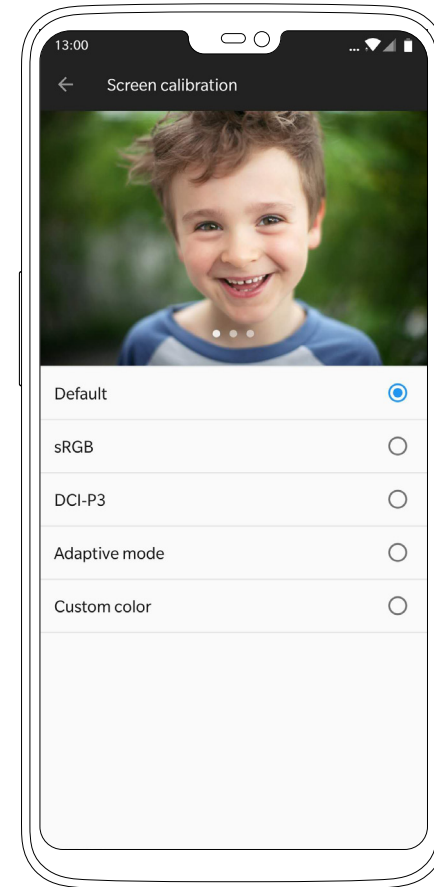 13:00
...
Screen calibration
Default
sRGB
DCI-P3
Adaptive mode
Custom color